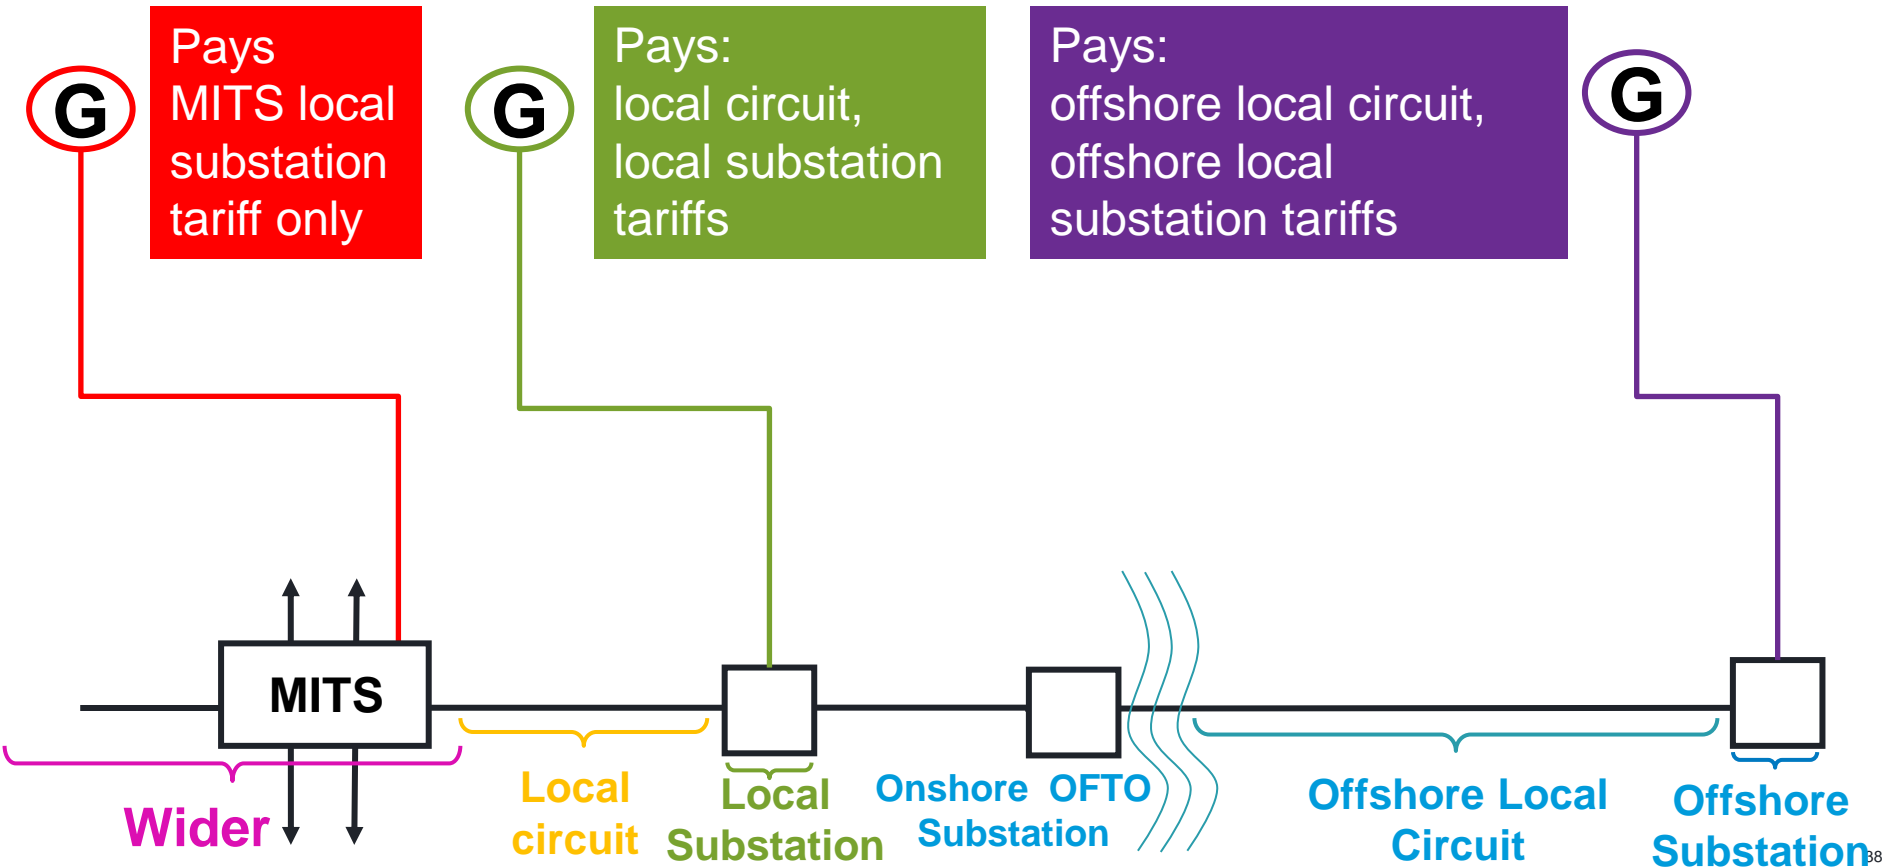 G
Pays
MITS local
substation
tariff only
G
Pays:
local circuit,
local substation
tariffs
Pays:
offshore local circuit,
offshore local
substation tariffs
G
MITS
Wider
Local
circuit
Local
Substation
Onshore OFTO
Substation
Offshore Local
Circuit
Offshore
Substation
38